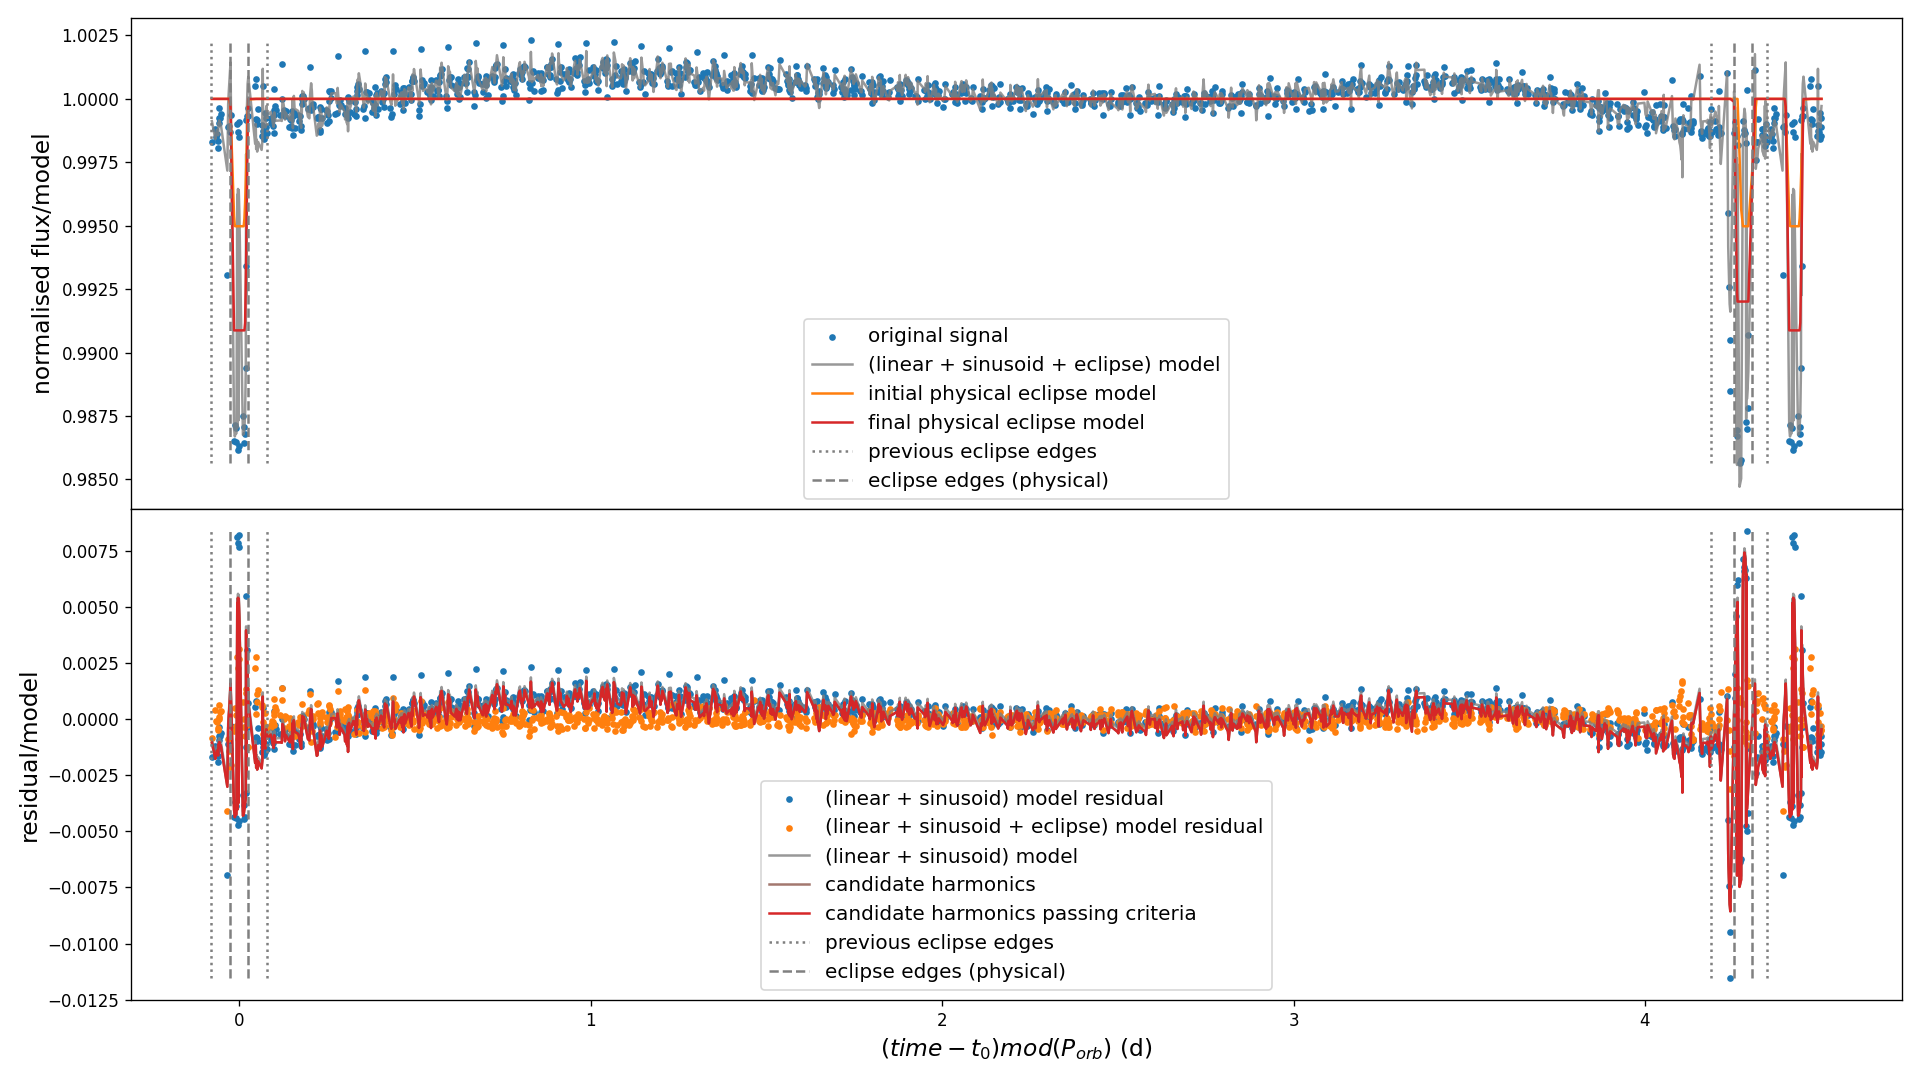 1.0025
1.0000
0.9975
0.9950
0.9925
0.9900
0.9875
0.9850
normalised flux/model
original signal
(linear + sinusoid + eclipse) model
initial physical eclipse model
final physical eclipse model
previous eclipse edges
eclipse edges (physical)
0.0075
0.0050
0.0025
0.0000
−0.0025
−0.0050
−0.0075
−0.0100
−0.0125
residual/model
(linear + sinusoid) model residual
(linear + sinusoid + eclipse) model residual
(linear + sinusoid) model
candidate harmonics
candidate harmonics passing criteria
previous eclipse edges
eclipse edges (physical)
0 1 2 3 4
(time − t₀)mod(P_orb) (d)